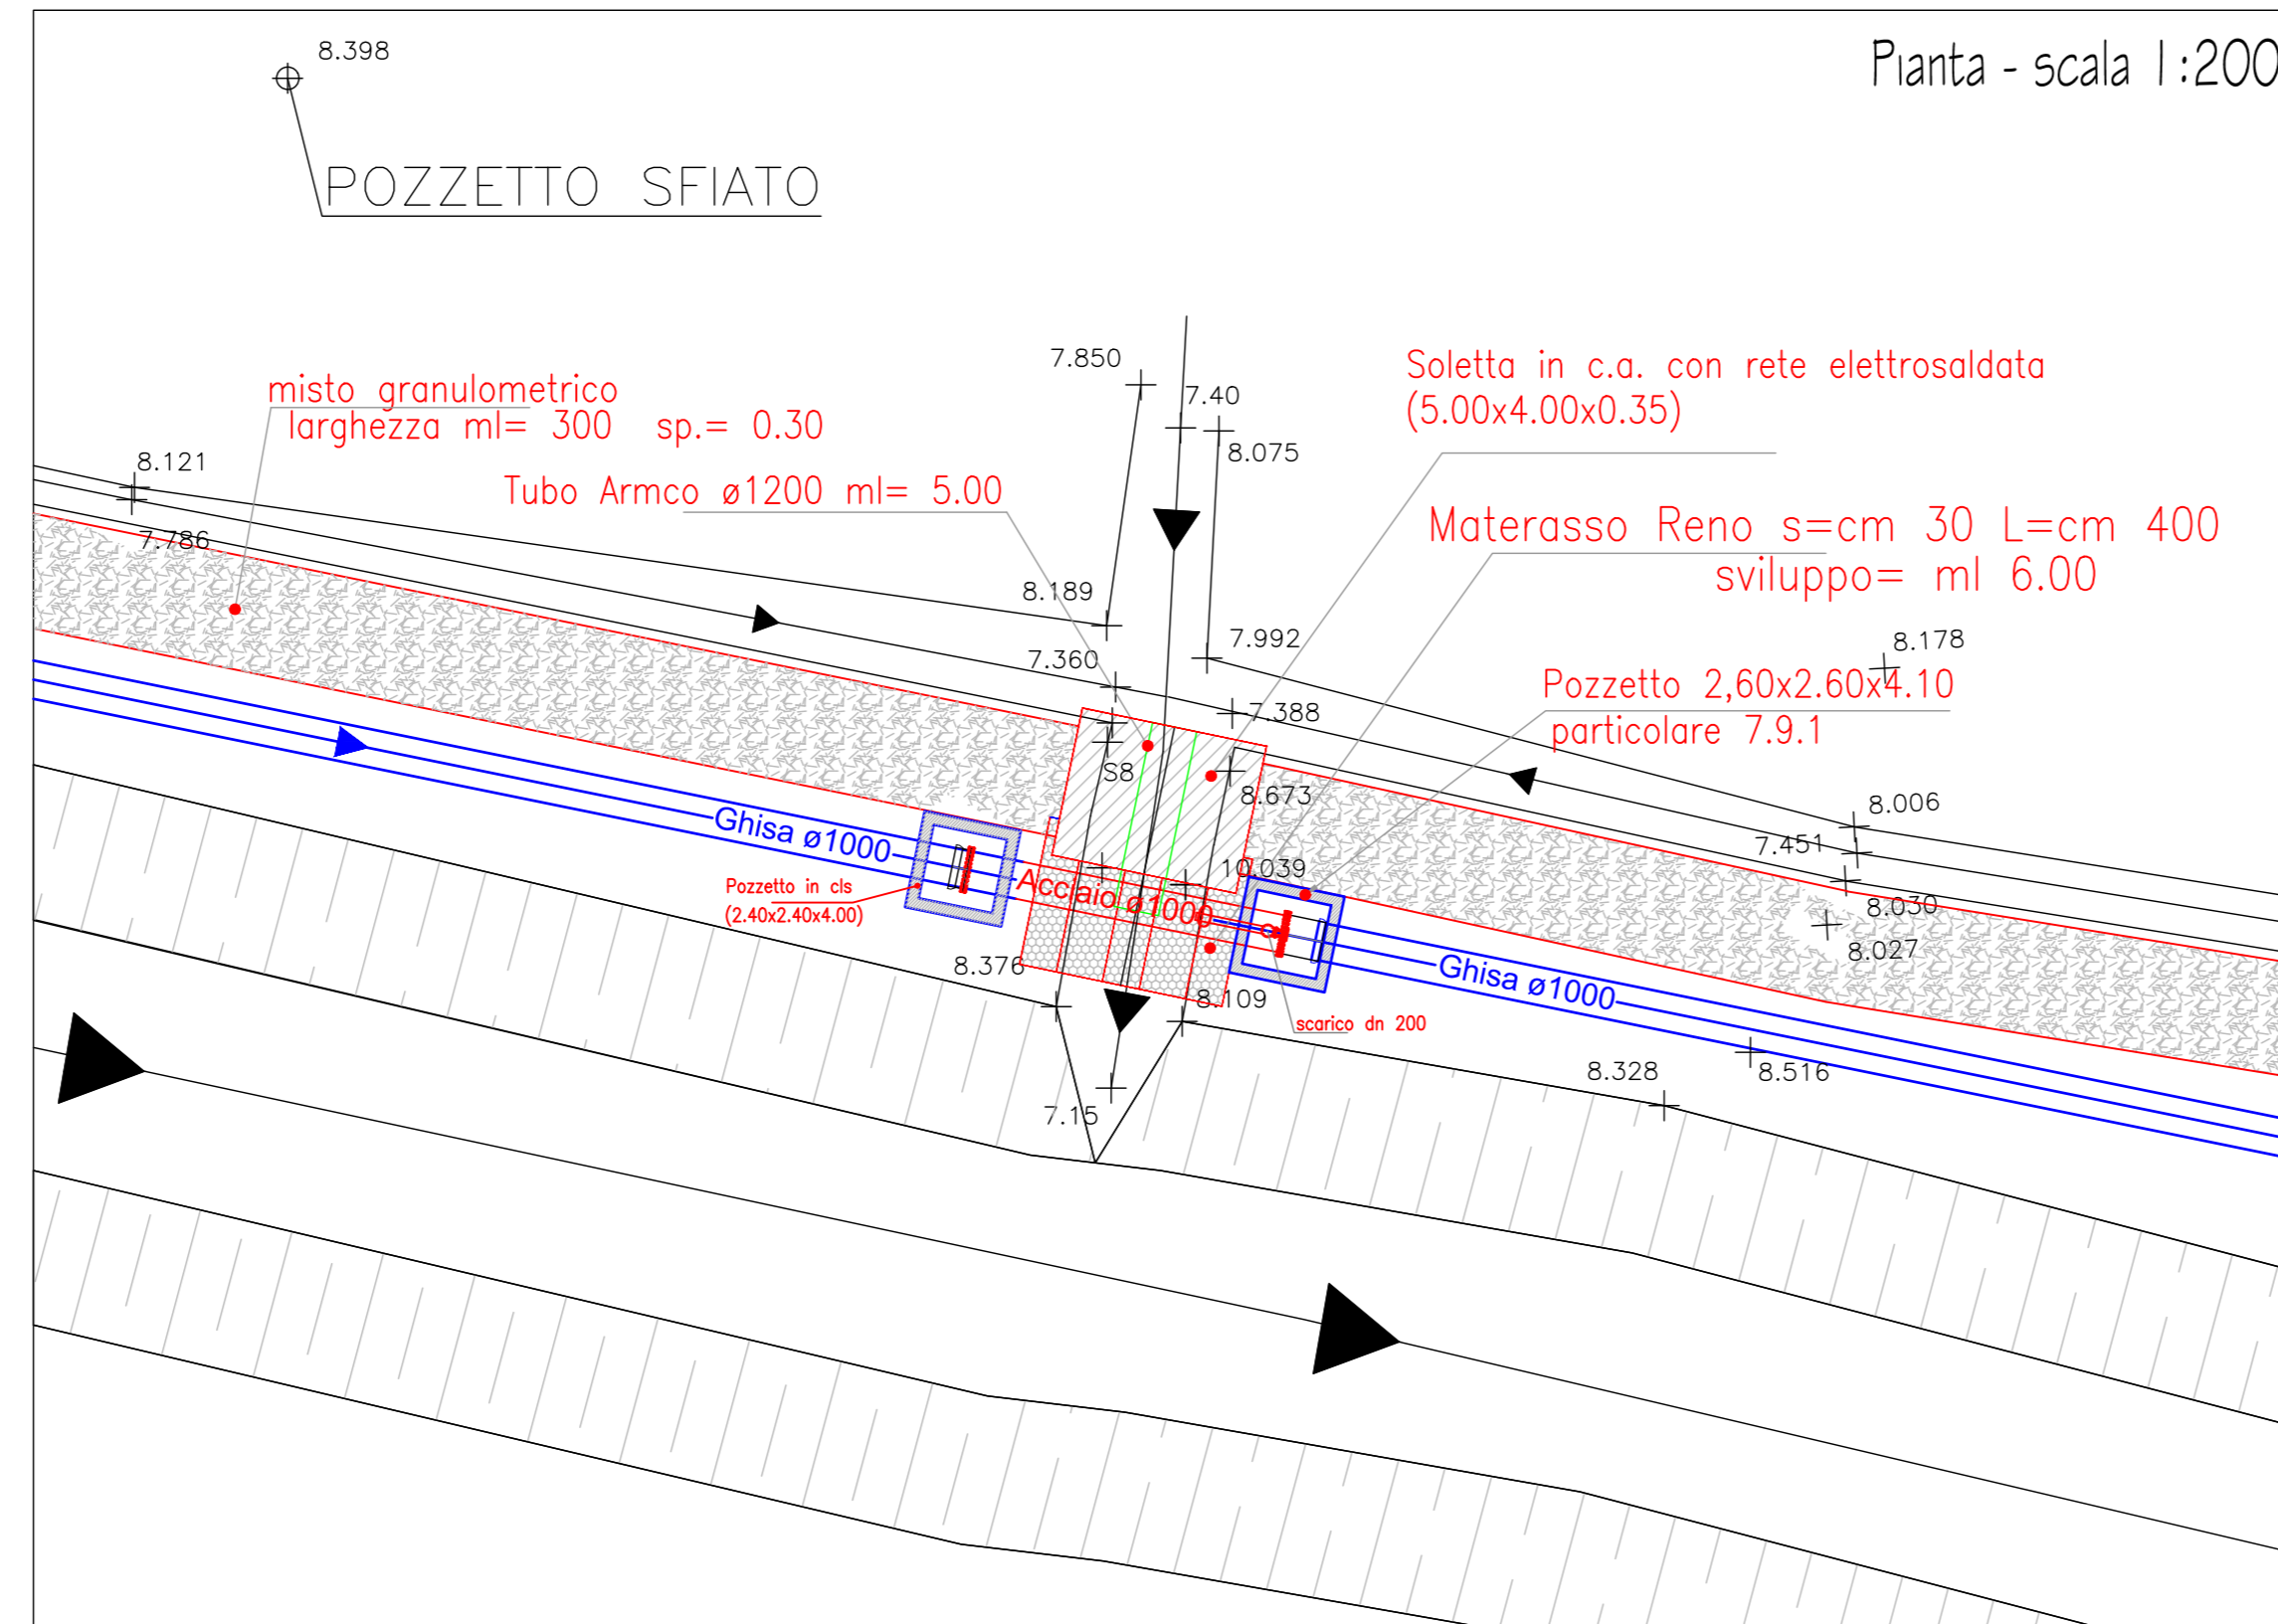 8.398
Pianta - scala 1:200
POZZETTO SFIATO
7.850
Soletta in c.a. con rete elettrosaldata
(5.00x4.00x0.35)
misto granulometrico
larghezza ml= 300 sp.= 0.30
7.40
8.075
8.121
Tubo Armco ø1200 ml= 5.00
Materasso Reno s=cm 30 L=cm 400
sviluppo= ml 6.00
7.786
8.189
7.992
8.178
7.360
Pozzetto 2,60x2.60x4.10
particolare 7.9.1
7.388
S8
8.673
8.006
7.451
Ghisa ø1000
10.039
Pozzetto in cls
(2.40x2.40x4.00)
Acciaio ø1000
8.030
8.027
8.376
Ghisa ø1000
8.109
scarico dn 200
8.328
8.516
7.15